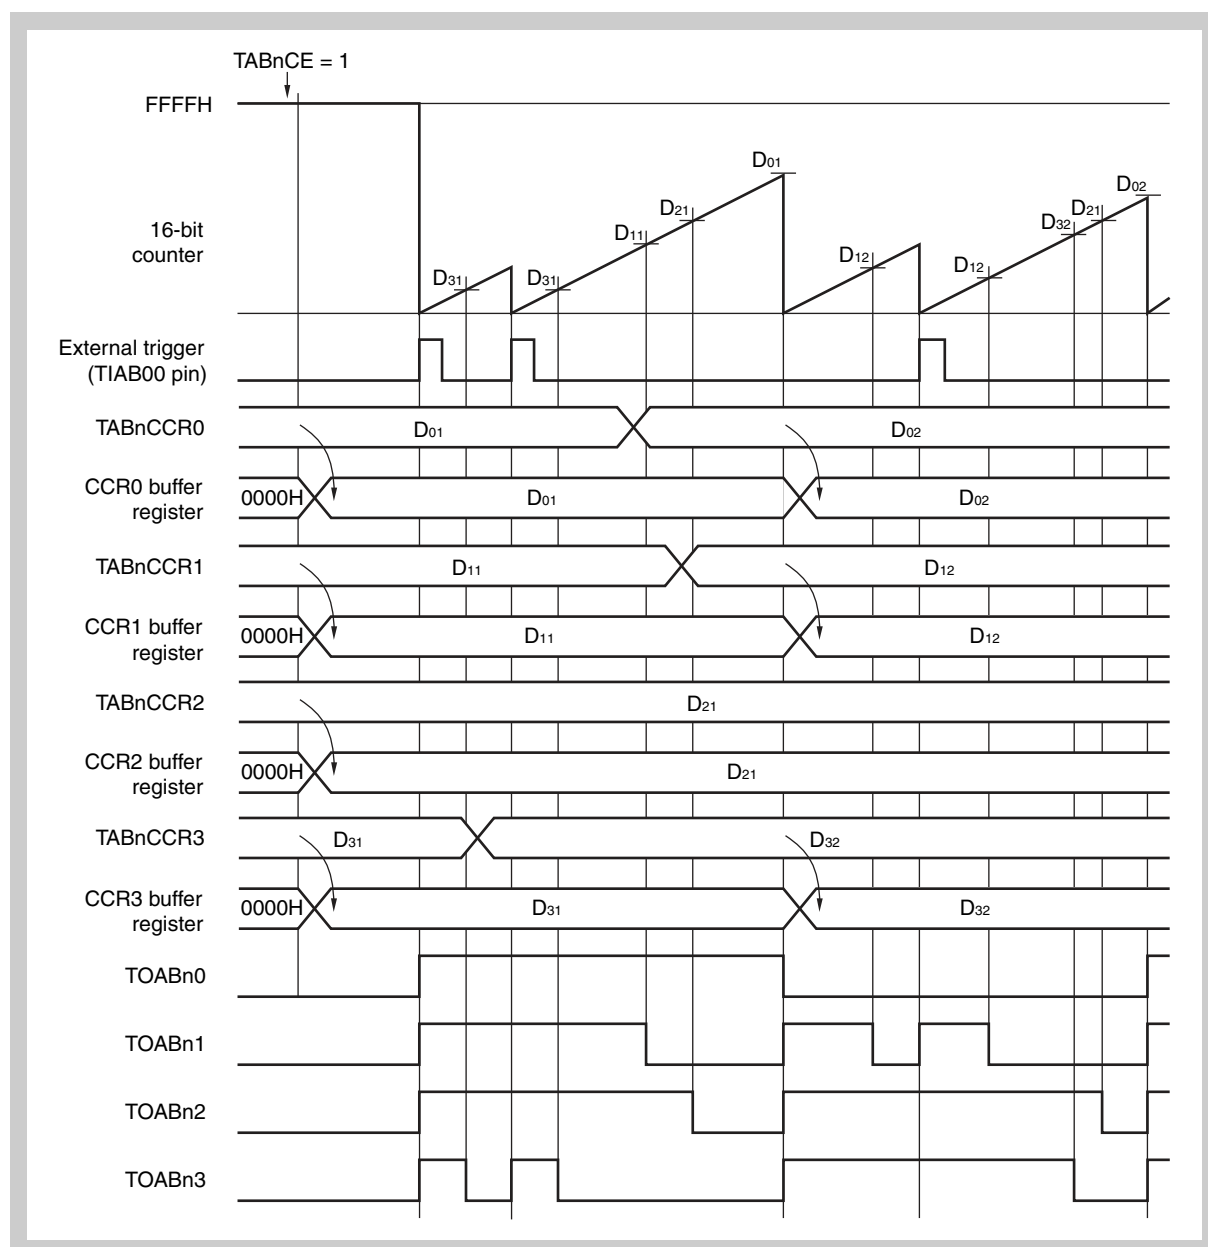 TABnCE = 1
FFFFH
16-bit
counter
D31
D31
D11
D21
D01
D12
D12
D32
D21
D02
External trigger
(TIAB00 pin)
TABnCCR0
D01
D02
CCR0 buffer
register
0000H
D01
D02
TABnCCR1
D11
D12
CCR1 buffer
register
0000H
D11
D12
TABnCCR2
D21
CCR2 buffer
register
0000H
D21
TABnCCR3
D31
D32
CCR3 buffer
register
0000H
D31
D32
TOABn0
TOABn1
TOABn2
TOABn3